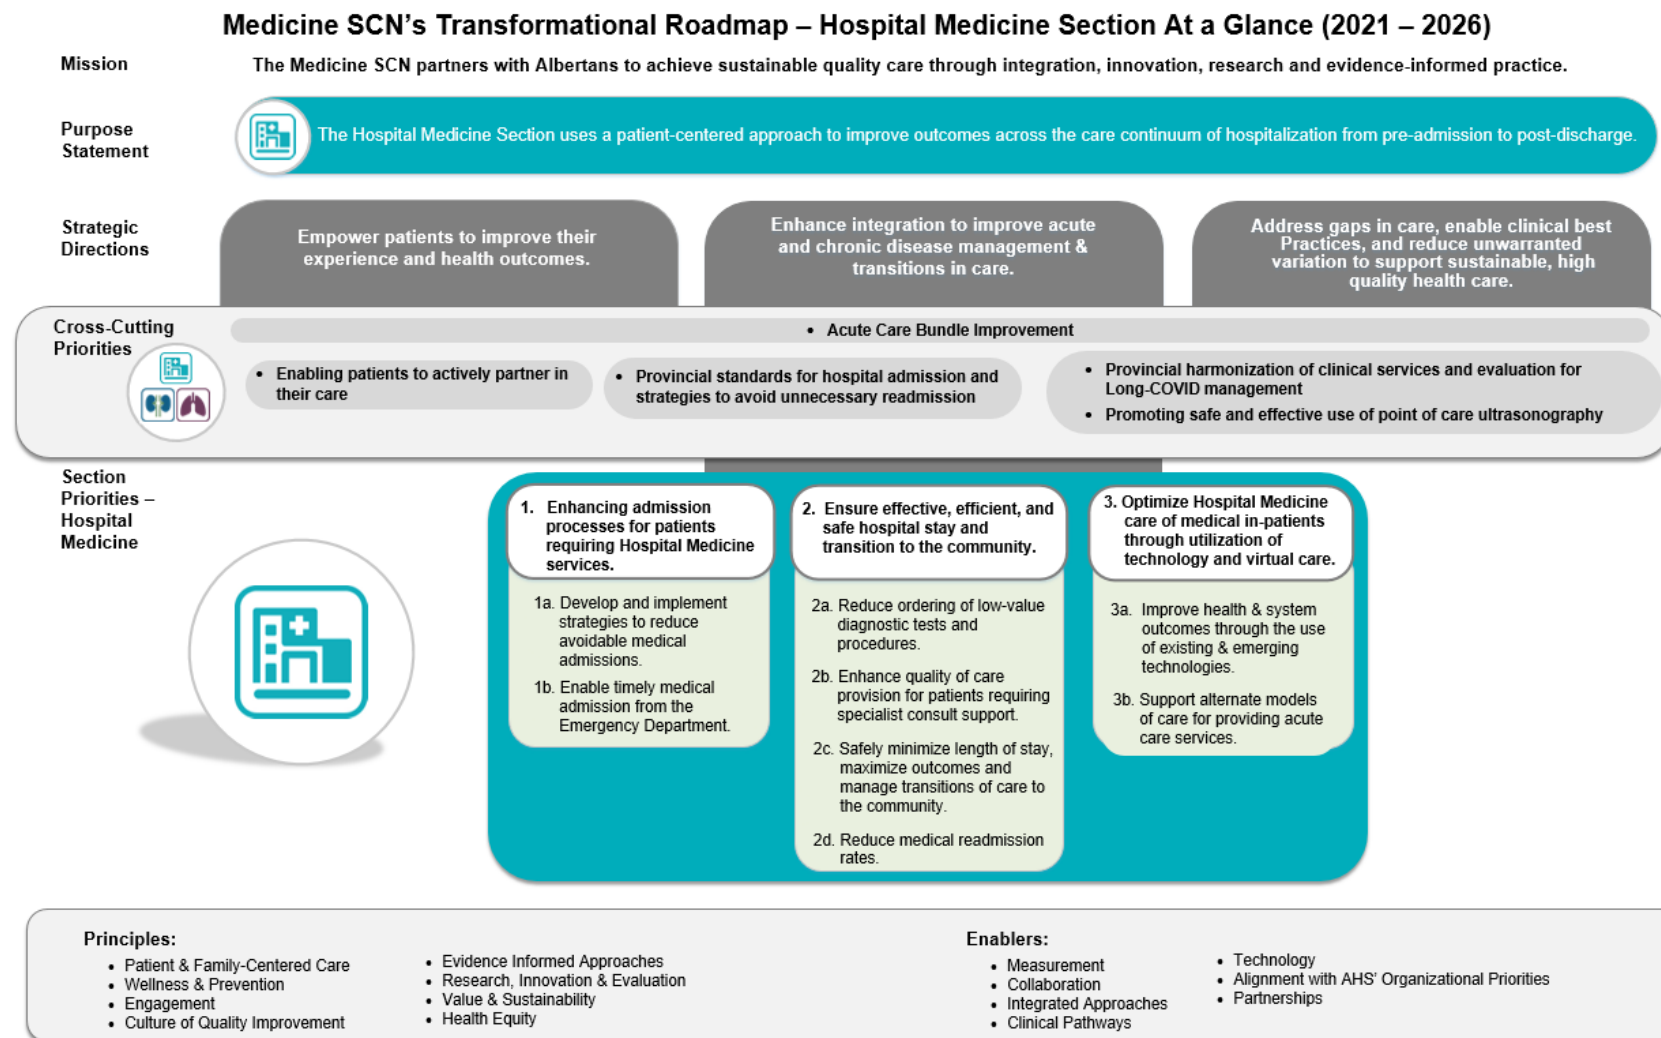 Medicine SCN's Transformational Roadmap – Hospital Medicine Section At a Glance (2021 – 2026)
Mission
The Medicine SCN partners with Albertans to achieve sustainable quality care through integration, innovation, research and evidence-informed practice.
Purpose
Statement
The Hospital Medicine Section uses a patient-centered approach to improve outcomes across the care continuum of hospitalization from pre-admission to post-discharge.
Strategic
Directions
Empower patients to improve their
experience and health outcomes.
Enhance integration to improve acute
and chronic disease management &
transitions in care.
Address gaps in care, enable clinical best
Practices, and reduce unwarranted
variation to support sustainable, high
quality health care.
Cross-Cutting
Priorities
• Acute Care Bundle Improvement
• Enabling patients to actively partner in
their care
• Provincial standards for hospital admission and
strategies to avoid unnecessary readmission
• Provincial harmonization of clinical services and evaluation for
Long-COVID management
• Promoting safe and effective use of point of care ultrasonography
Section
Priorities –
Hospital
Medicine
1. Enhancing admission
processes for patients
requiring Hospital Medicine
services.
1a. Develop and implement
strategies to reduce
avoidable medical
admissions.
1b. Enable timely medical
admission from the
Emergency Department.
2. Ensure effective, efficient, and
safe hospital stay and
transition to the community.
2a. Reduce ordering of low-value
diagnostic tests and
procedures.
2b. Enhance quality of care
provision for patients requiring
specialist consult support.
2c. Safely minimize length of stay,
maximize outcomes and
manage transitions of care to
the community.
2d. Reduce medical readmission
rates.
3. Optimize Hospital Medicine
care of medical in-patients
through utilization of
technology and virtual care.
3a. Improve health & system
outcomes through the use
of existing & emerging
technologies.
3b. Support alternate models
of care for providing acute
care services.
Principles:
• Patient & Family-Centered Care
• Wellness & Prevention
• Engagement
• Culture of Quality Improvement
• Evidence Informed Approaches
• Research, Innovation & Evaluation
• Value & Sustainability
• Health Equity
Enablers:
• Measurement
• Collaboration
• Integrated Approaches
• Clinical Pathways
• Technology
• Alignment with AHS' Organizational Priorities
• Partnerships